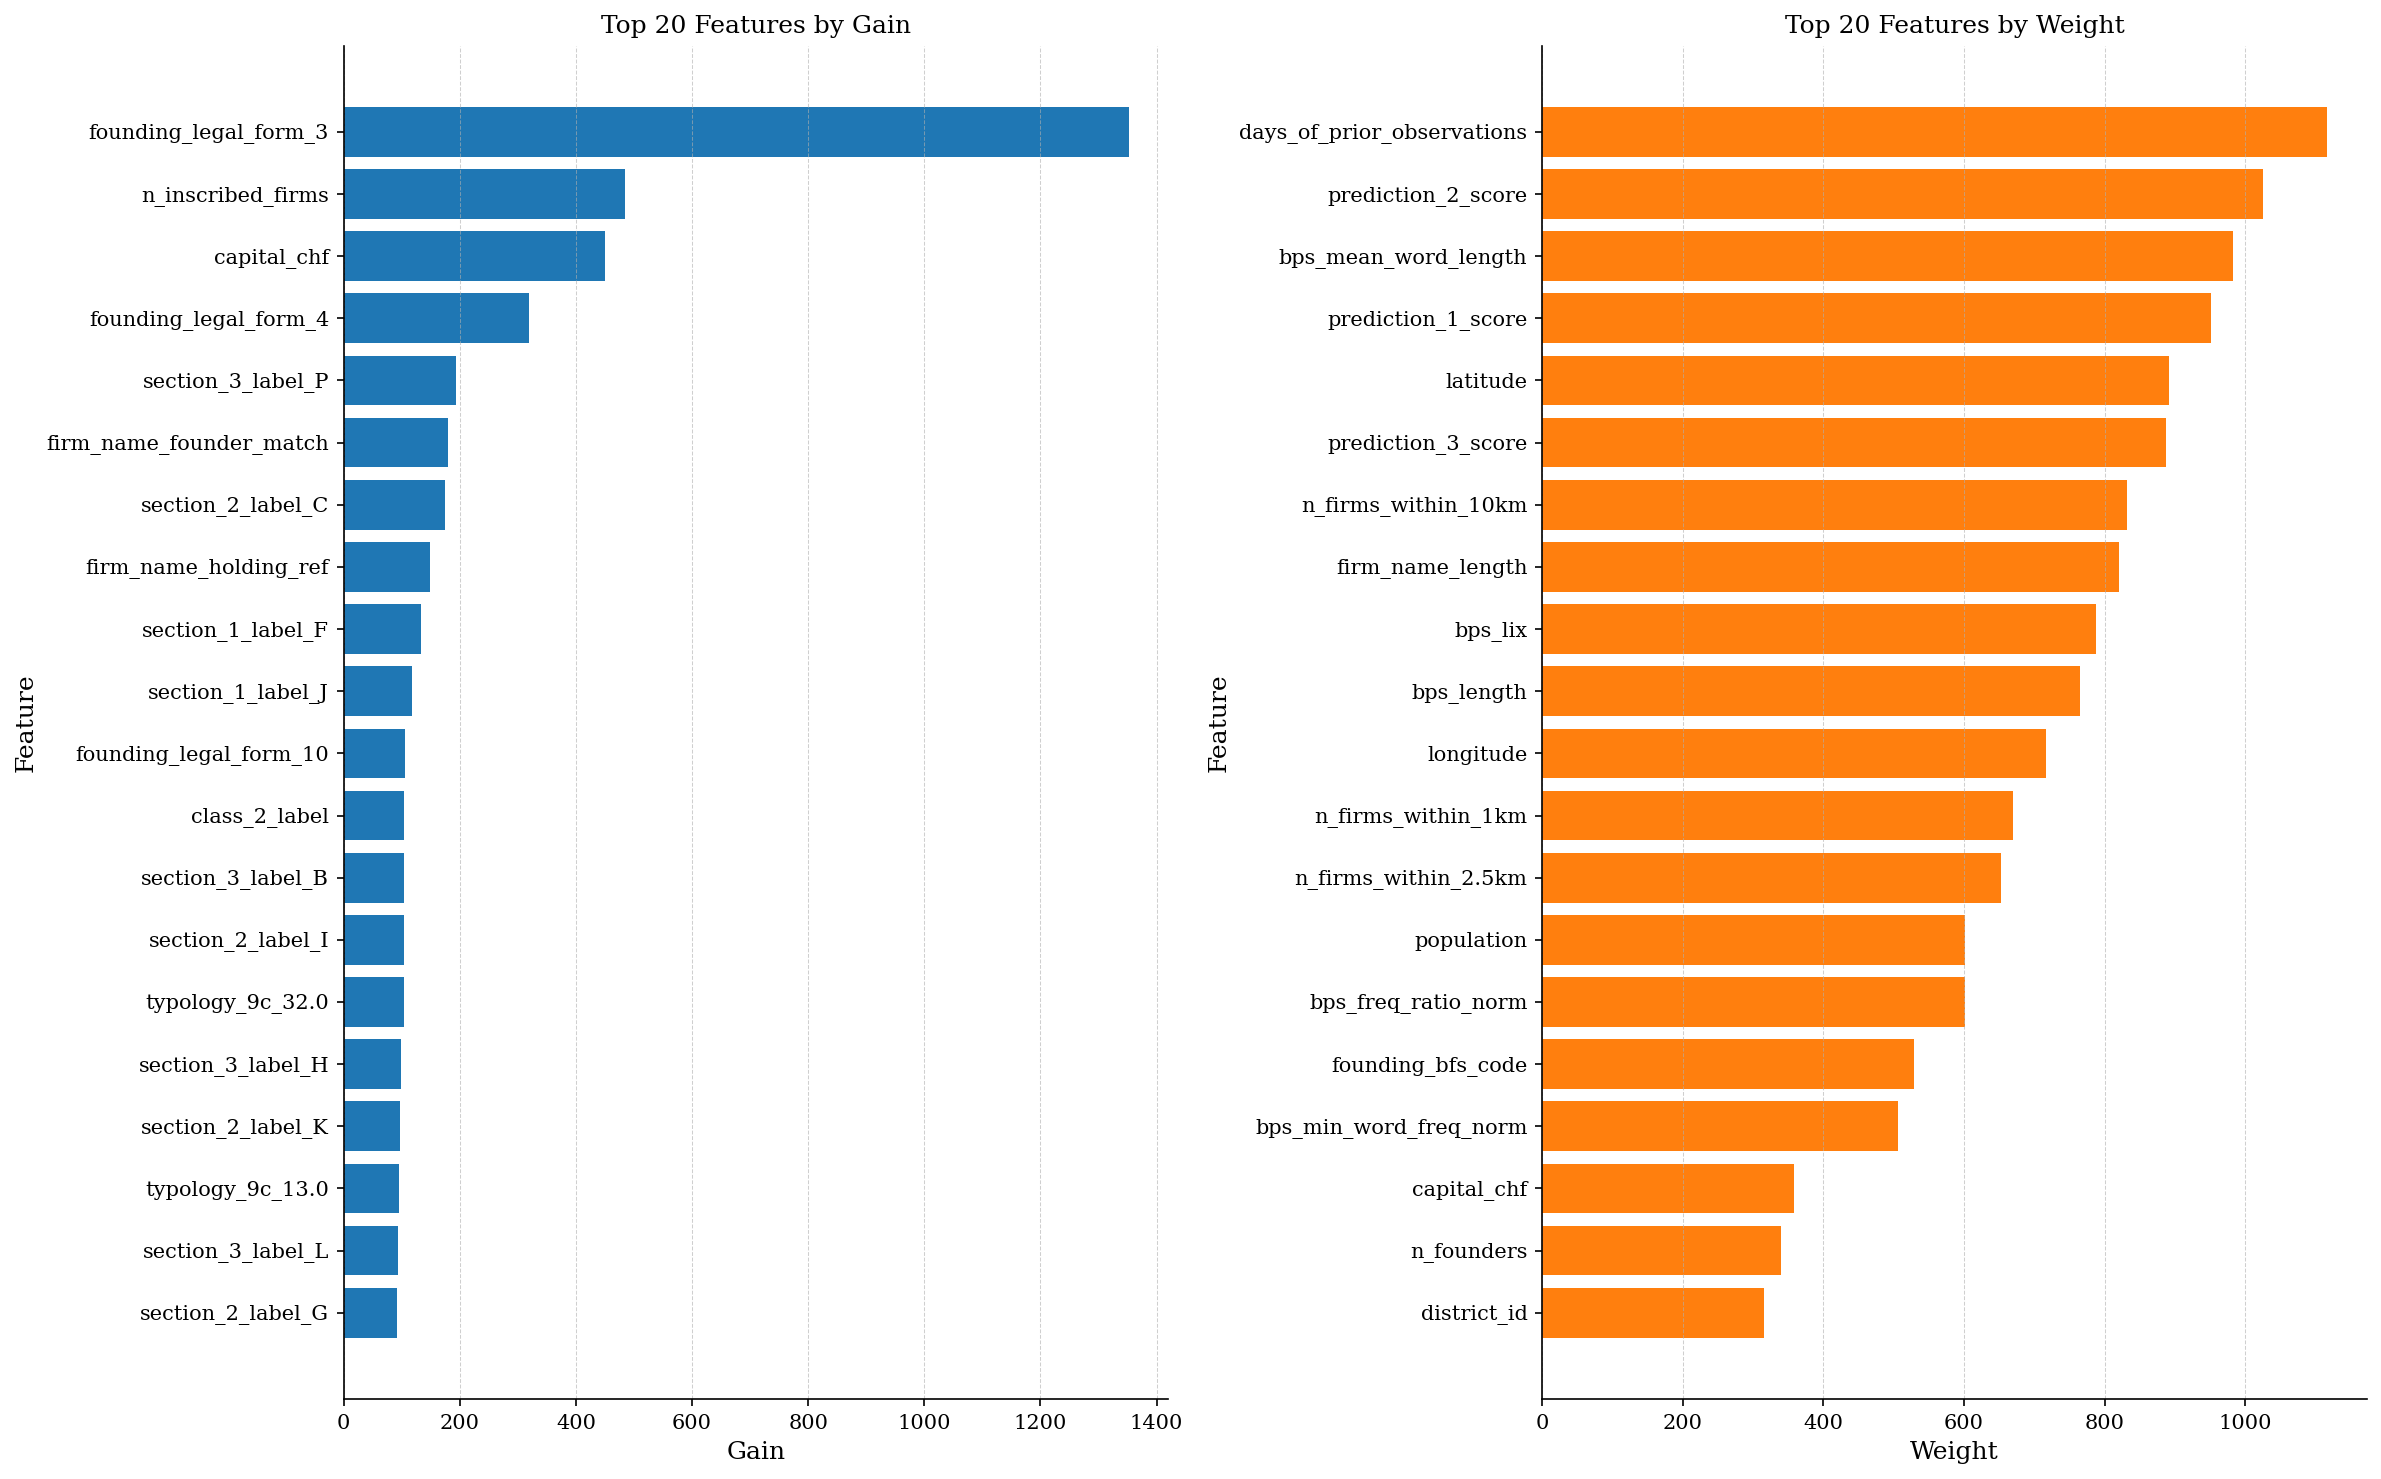 Top 20 Features by Gain
founding_legal_form_3
n_inscribed_firms
capital_chf
founding_legal_form_4
section_3_label_P
firm_name_founder_match
section_2_label_C
firm_name_holding_ref
section_1_label_F
section_1_label_J
founding_legal_form_10
class_2_label
section_3_label_B
section_2_label_I
typology_9c_32.0
section_3_label_H
section_2_label_K
typology_9c_13.0
section_3_label_L
section_2_label_G
Feature
0 200 400 600 800 1000 1200 1400
Gain
Top 20 Features by Weight
days_of_prior_observations
prediction_2_score
bps_mean_word_length
prediction_1_score
latitude
prediction_3_score
n_firms_within_10km
firm_name_length
bps_lix
bps_length
longitude
n_firms_within_1km
n_firms_within_2.5km
population
bps_freq_ratio_norm
founding_bfs_code
bps_min_word_freq_norm
capital_chf
n_founders
district_id
Feature
0 200 400 600 800 1000
Weight